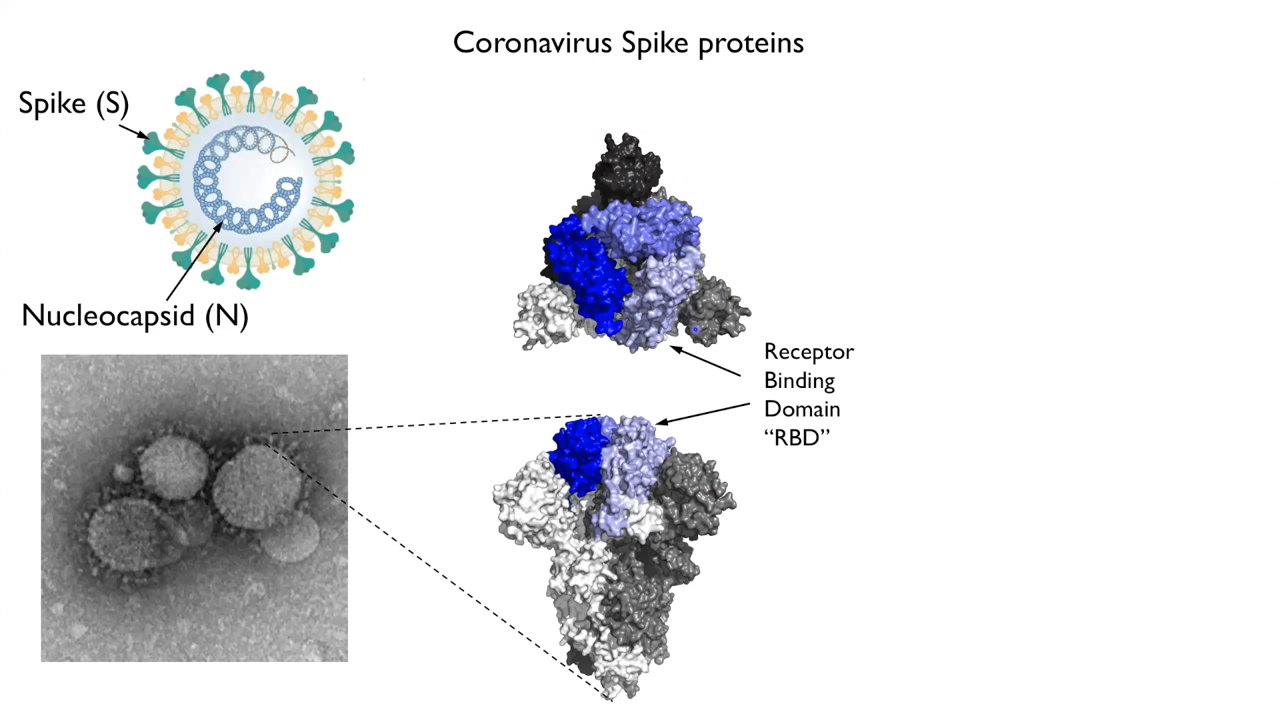 Coronavirus Spike proteins
Spike (S)
Nucleocapsid (N)
Receptor
Binding
Domain
“RBD”